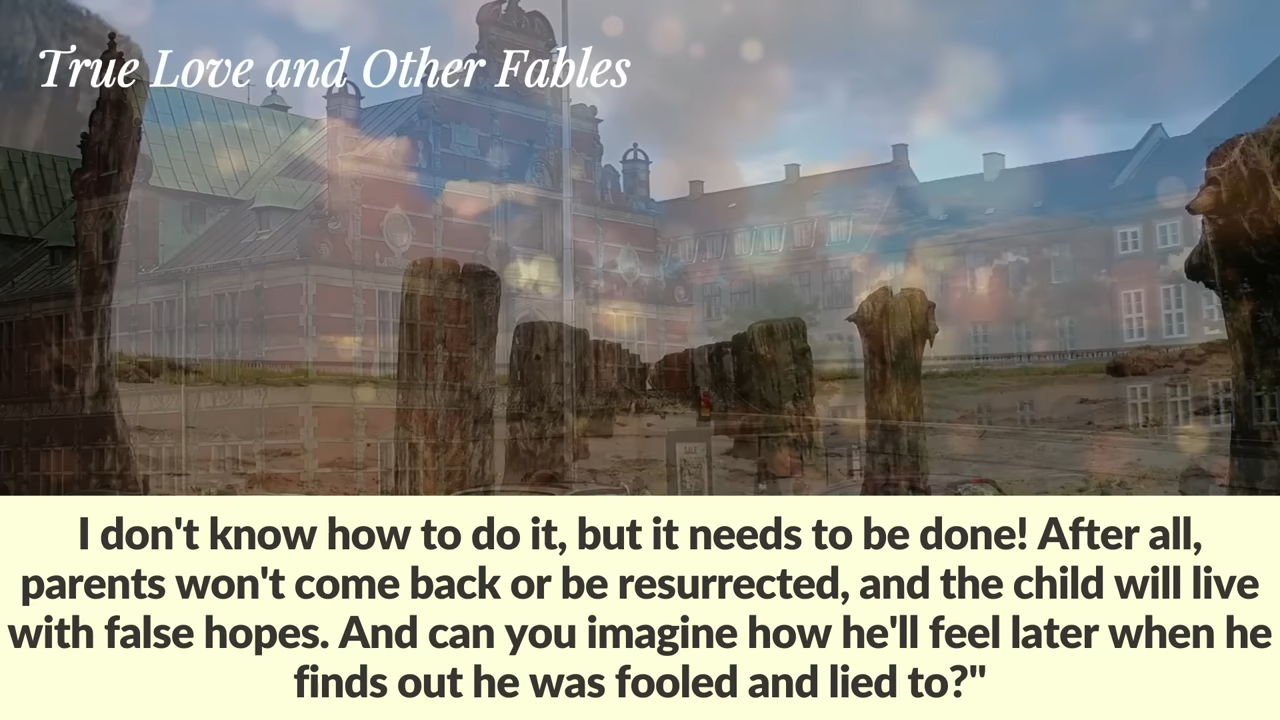 True Love and Other Fables
I don't know how to do it, but it needs to be done! After all,
parents won't come back or be resurrected, and the child will live
with false hopes. And can you imagine how he'll feel later when he
finds out he was fooled and lied to?"